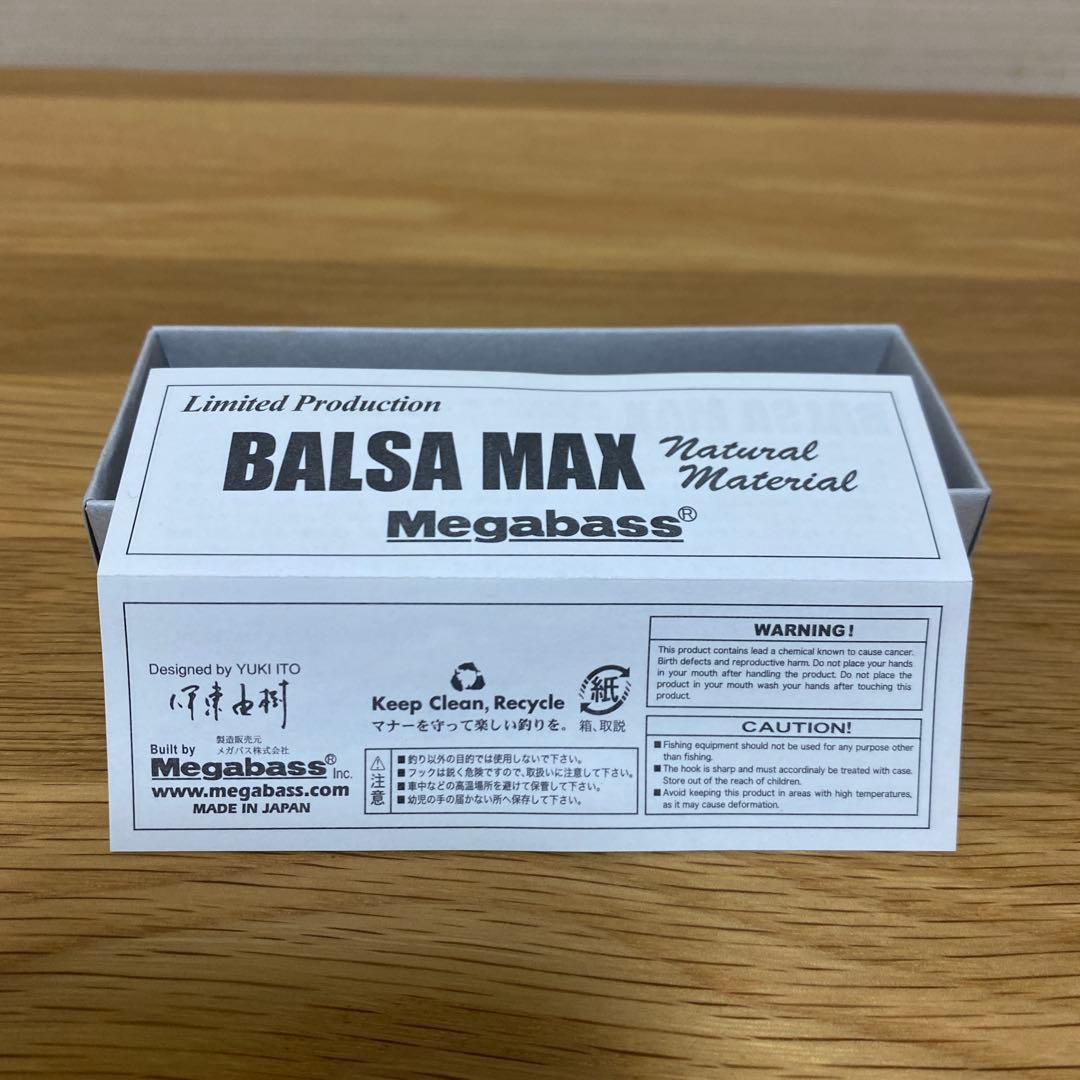 Limited Production
BALSA MAX Natural Material
Megabass®
Designed by YUKI ITO
伊東由樹
製造販売元
Built by メガバス株式会社
Megabass® Inc.
www.megabass.com
MADE IN JAPAN
Keep Clean, Recycle
マナーを守って楽しい釣りを。
紙
箱、取説
注意
■釣り以外の目的では使用しないで下さい。
■フックは鋭く危険ですので、取扱いに注意して下さい。
■車中などの高温場所を避けて保管して下さい。
■幼児の手の届かない所へ保存して下さい。
WARNING!
This product contains lead a chemical known to cause cancer.
Birth defects and reproductive harm. Do not place your hands
in your mouth after handling the product. Do not place the
product in your mouth wash your hands after touching this
product.
CAUTION!
■Fishing equipment should not be used for any purpose other
than fishing.
■The hook is sharp and must accordinaly be treated with case.
Store out of the reach of children.
■Avoid keeping this product in areas with high temperatures,
as it may cause deformation.